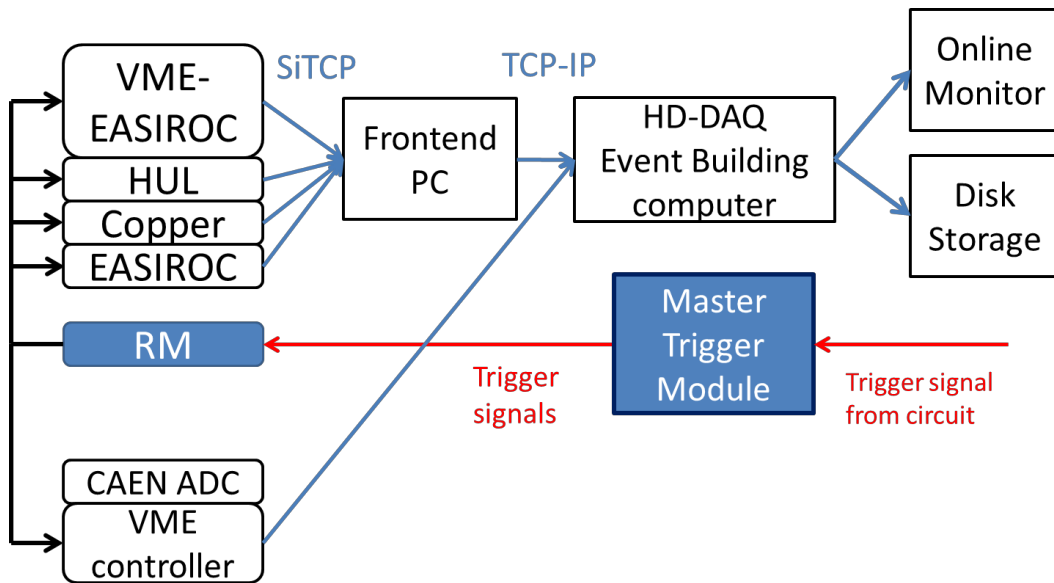 VME-
EASIROC
HUL
Copper
EASIROC
RM
CAEN ADC
VME
controller
SiTCP
Frontend
PC
TCP-IP
HD-DAQ
Event Building
computer
Online
Monitor
Disk
Storage
Master
Trigger
Module
Trigger
signals
Trigger signal
from circuit